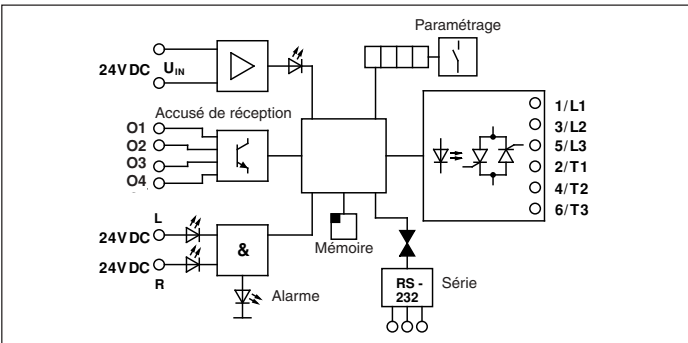 Paramétrage
24V DC U IN
Accusé de réception
O1
O2
O3
O4
1/L1
3/L2
5/L3
2/T1
4/T2
6/T3
L
24V DC
24V DC
R
&
Alarme
Mémoire
RS -
232
Série